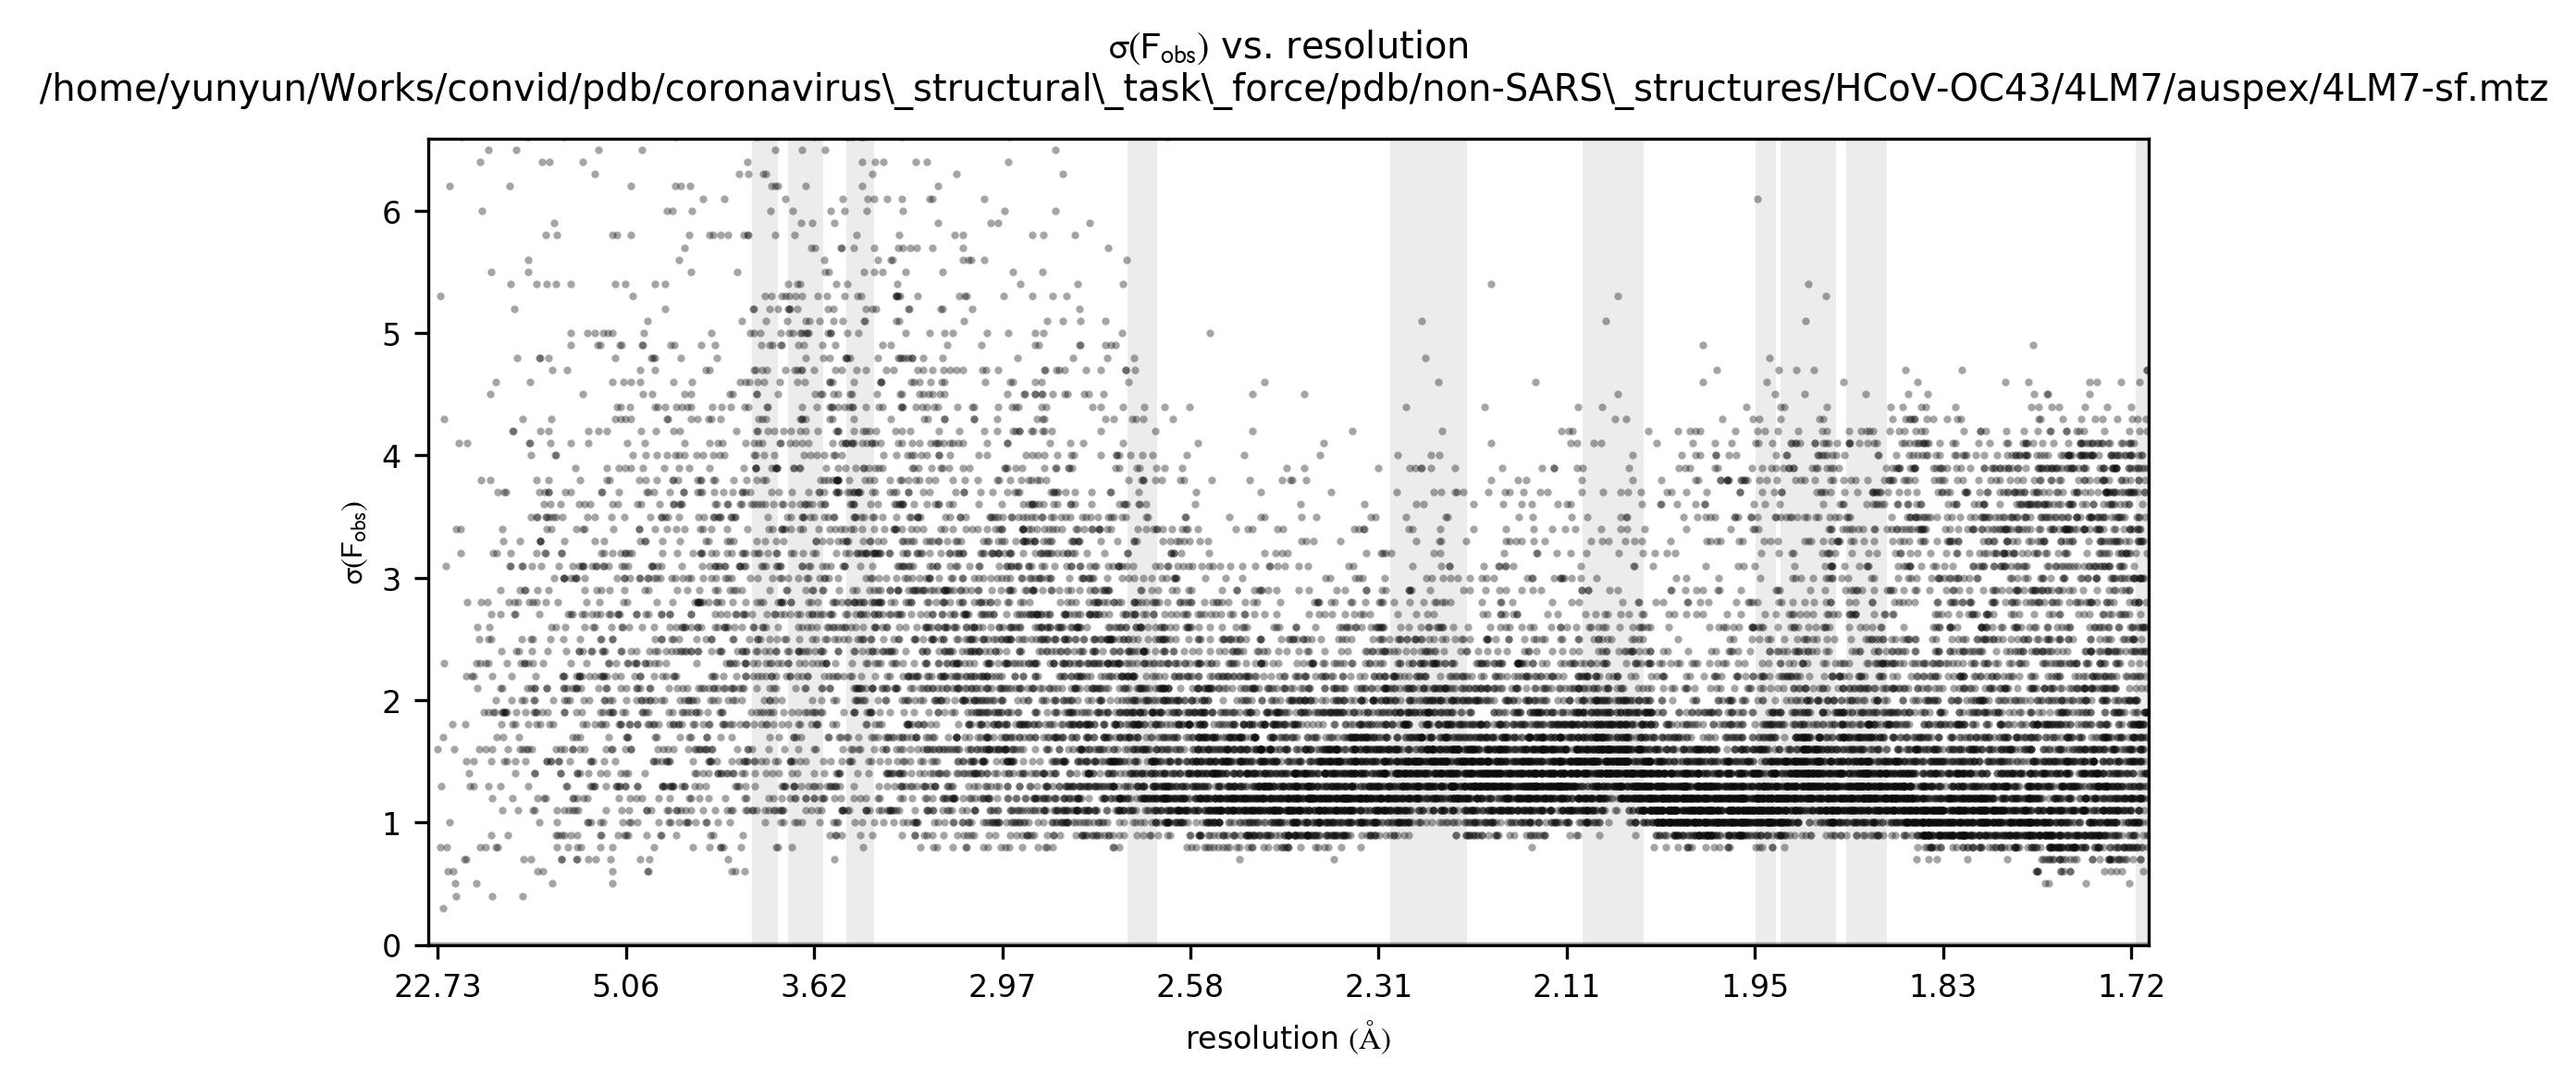 σ(Fobs) vs. resolution
/home/yunyun/Works/convid/pdb/coronavirus\_structural\_task\_force/pdb/non-SARS\_structures/HCoV-OC43/4LM7/auspex/4LM7-sf.mtz
6
5
4
3
2
1
0
σ(Fobs)
22.73 5.06 3.62 2.97 2.58 2.31 2.11 1.95 1.83 1.72
resolution (Å)